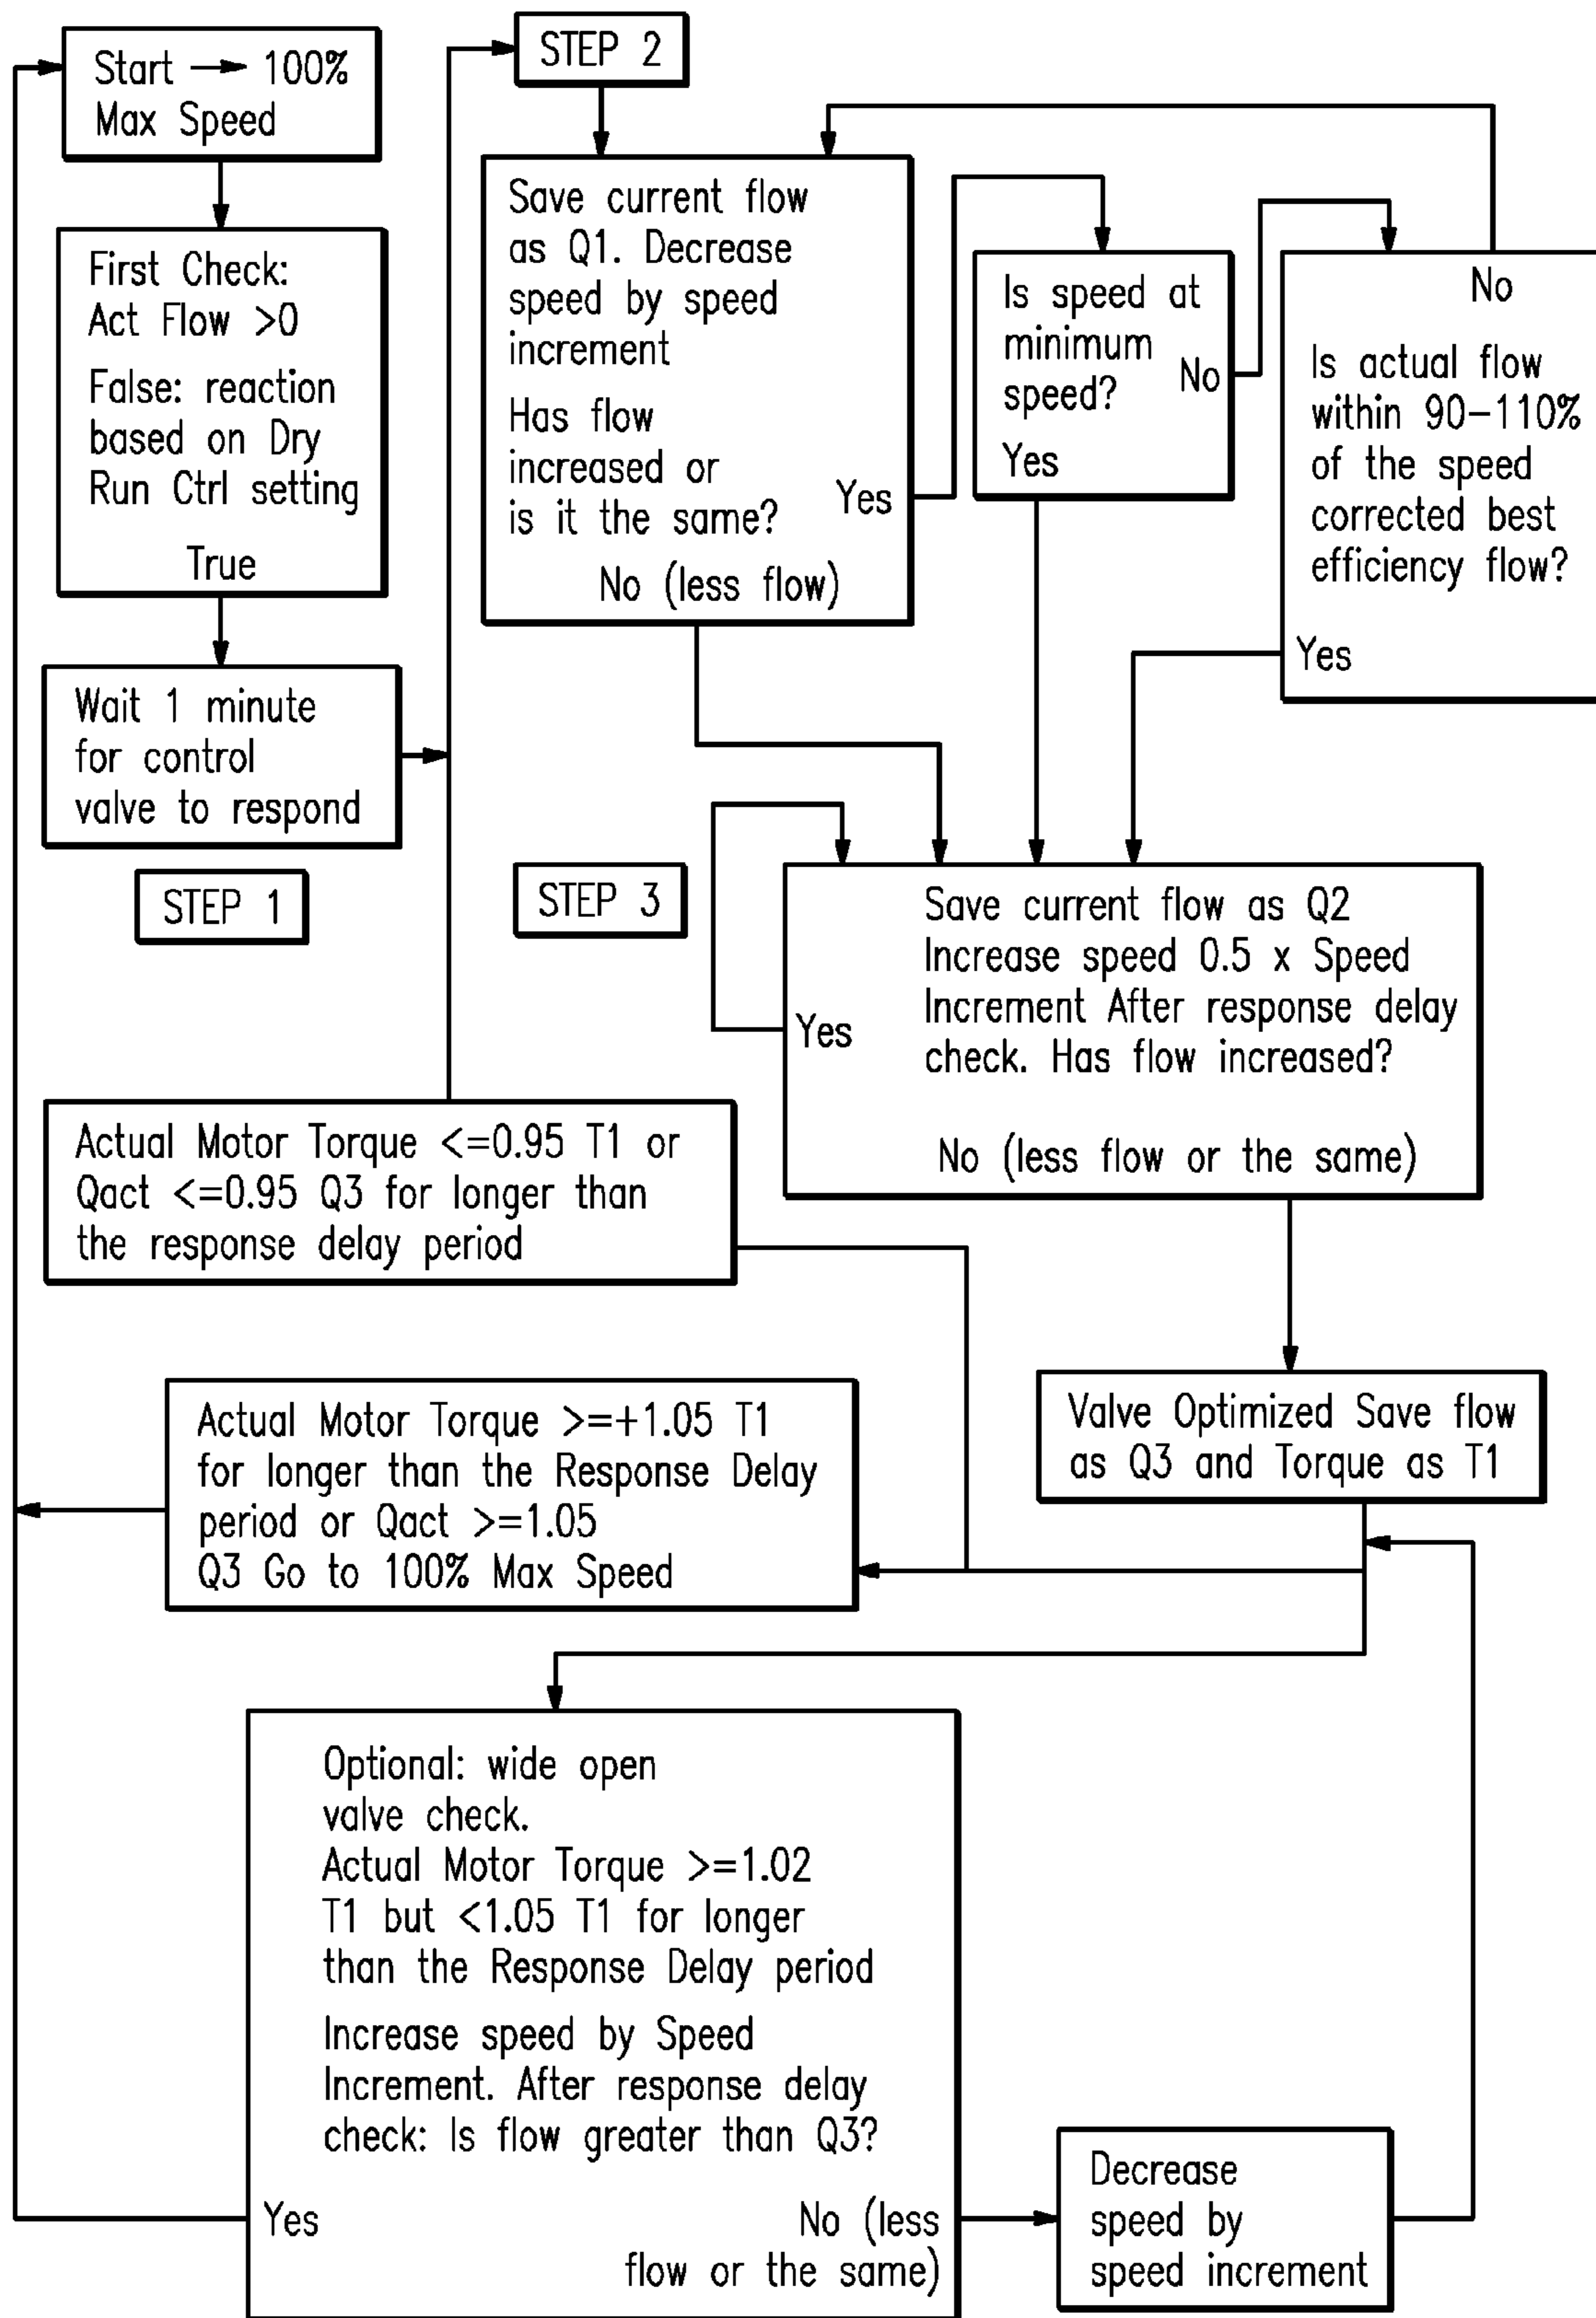 Start → 100%
Max Speed
First Check:
Act Flow >0
False: reaction
based on Dry
Run Ctrl setting
True
Wait 1 minute
for control
valve to respond
STEP 1
STEP 2
Save current flow
as Q1. Decrease
speed by speed
increment
Has flow
increased or
is it the same?
Yes
No (less flow)
Is speed at
minimum
speed?
No
Yes
No
Is actual flow
within 90-110%
of the speed
corrected best
efficiency flow?
Yes
STEP 3
Save current flow as Q2
Increase speed 0.5 x Speed
Increment After response delay
check. Has flow increased?
Yes
No (less flow or the same)
Actual Motor Torque <=0.95 T1 or
Qact <=0.95 Q3 for longer than
the response delay period
Actual Motor Torque >=+1.05 T1
for longer than the Response Delay
period or Qact >=1.05
Q3 Go to 100% Max Speed
Valve Optimized Save flow
as Q3 and Torque as T1
Optional: wide open
valve check.
Actual Motor Torque >=1.02
T1 but <1.05 T1 for longer
than the Response Delay period
Increase speed by Speed
Increment. After response delay
check: Is flow greater than Q3?
Yes
No (less
flow or the same)
Decrease
speed by
speed increment